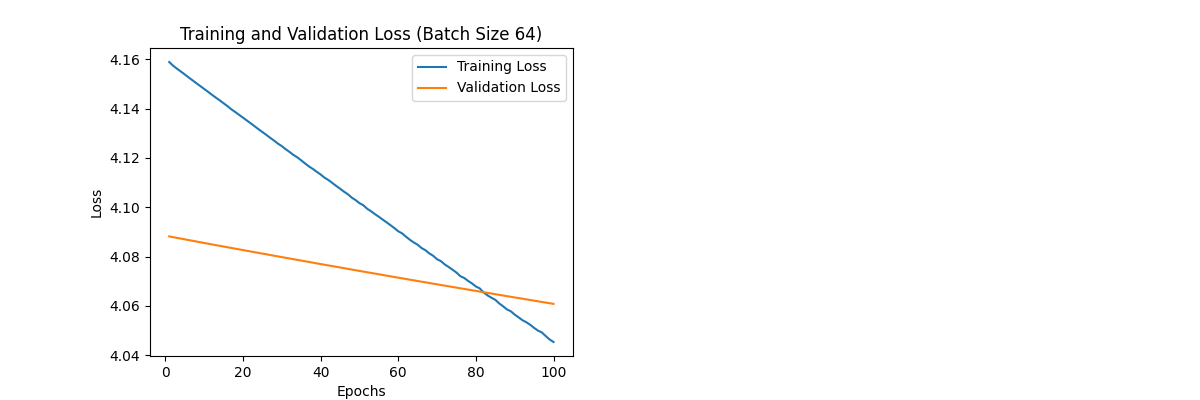 Training and Validation Loss (Batch Size 64)
Training Loss
Validation Loss
4.16
4.14
4.12
4.10
4.08
4.06
4.04
Loss
0 20 40 60 80 100
Epochs